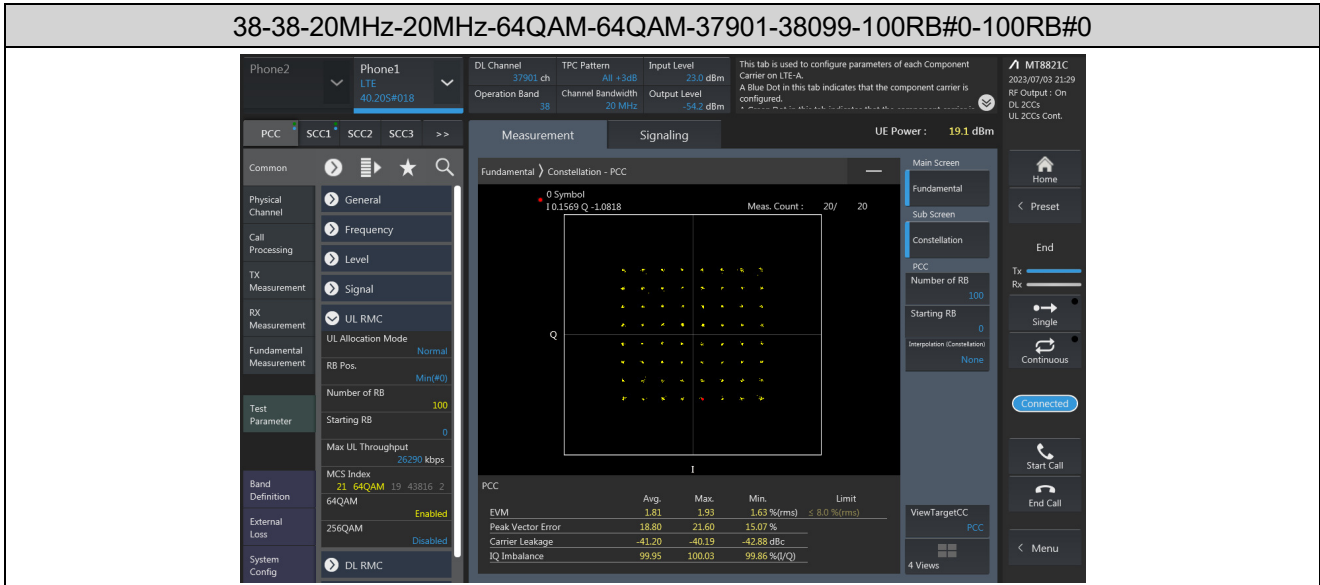 38-38-20MHz-20MHz-64QAM-64QAM-37901-38099-100RB#0-100RB#0
Phone2
Phone1
LTE
40.20S#018
DL Channel
37901 ch
TPC Pattern
All +3dB
Input Level
23.0 dBm
Operation Band
38
Channel Bandwidth
20 MHz
Output Level
-54.2 dBm
This tab is used to configure parameters of each Component
Carrier on LTE-A.
A Blue Dot in this tab indicates that the component carrier is
configured.
MT8821C
2023/07/03 21:29
RF Output : On
DL 2CCs
UL 2CCs Cont.
PCC SCC1 SCC2 SCC3 >>
Measurement Signaling
UE Power : 19.1 dBm
Common
Physical
Channel
Call
Processing
TX
Measurement
RX
Measurement
Fundamental
Measurement
Test
Parameter
Band
Definition
External
Loss
System
Config
General
Frequency
Level
Signal
UL RMC
UL Allocation Mode
Normal
RB Pos.
Min(#0)
Number of RB
100
Starting RB
0
Max UL Throughput
26290 kbps
MCS Index
21 64QAM 19 43816 2
64QAM
Enabled
256QAM
Disabled
DL RMC
Fundamental Constellation - PCC
0 Symbol
I 0.1569 Q -1.0818
Meas. Count : 20/ 20
Q
I
PCC
Avg. Max. Min. Limit
EVM 1.81 1.93 1.63 %(rms) ≤ 8.0 %(rms)
Peak Vector Error 18.80 21.60 15.07 %
Carrier Leakage -41.20 -40.19 -42.88 dBc
IQ Imbalance 99.95 100.03 99.86 %(I/Q)
Main Screen
Fundamental
Sub Screen
Constellation
PCC
Number of RB
100
Starting RB
0
Interpolation (Constellation)
None
ViewTargetCC
PCC
4 Views
Home
< Preset
End
Tx
Rx
Single
Continuous
Connected
Start Call
End Call
< Menu